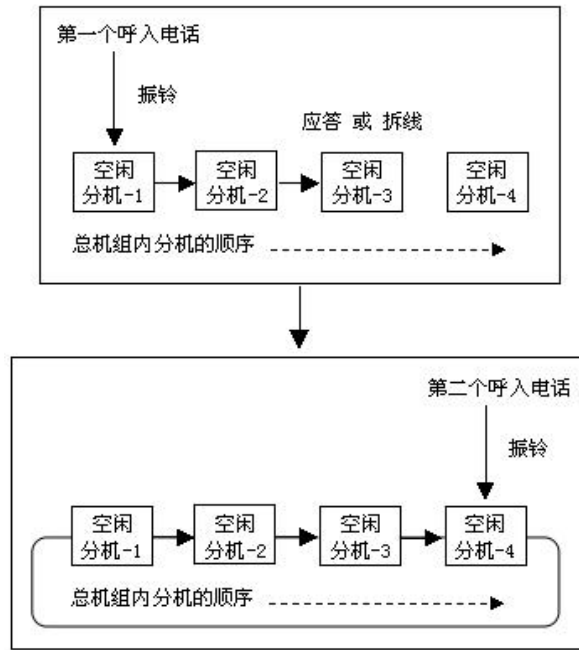 第一个呼入电话
振铃
应答 或 拆线
空闲
分机-1
空闲
分机-2
空闲
分机-3
空闲
分机-4
总机组内分机的顺序
第二个呼入电话
振铃
空闲
分机-1
空闲
分机-2
空闲
分机-3
空闲
分机-4
总机组内分机的顺序